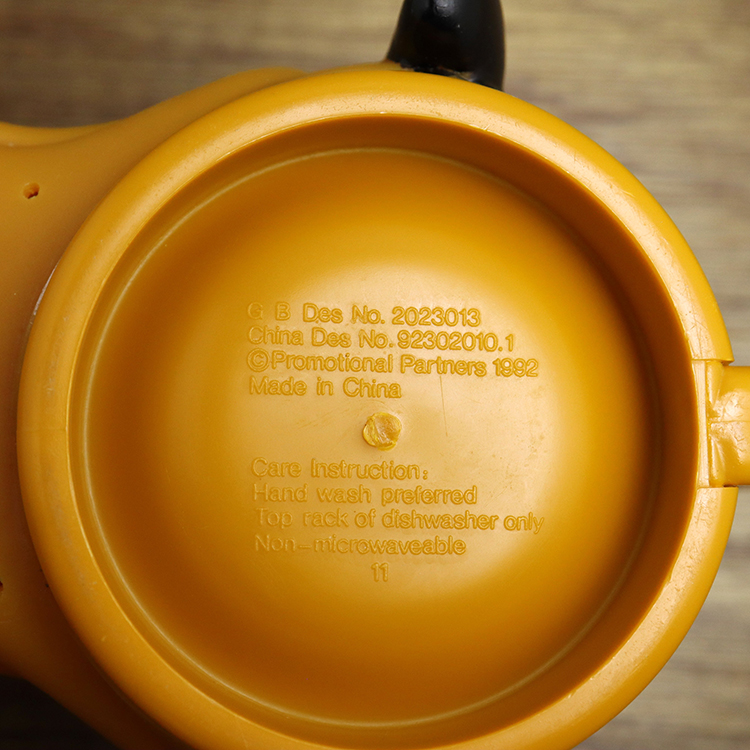 G B Des No. 2023013
China Des No. 92302010.1
©Promotional Partners 1992
Made in China
Care Instruction:
Hand wash preferred
Top rack of dishwasher only
Non-microwaveable
11